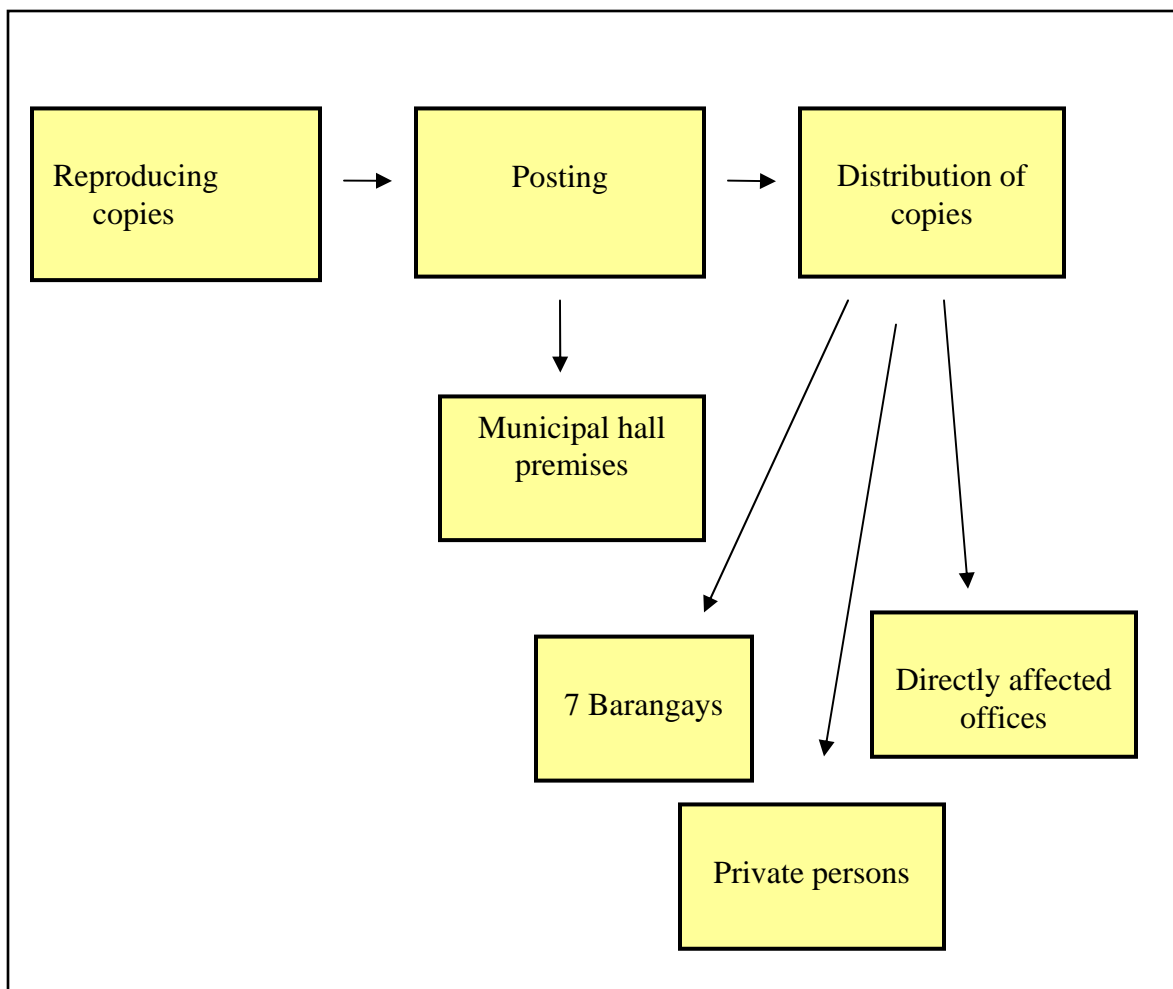 Reproducing
copies
Posting
Distribution of
copies
Municipal hall
premises
7 Barangays
Directly affected
offices
Private persons